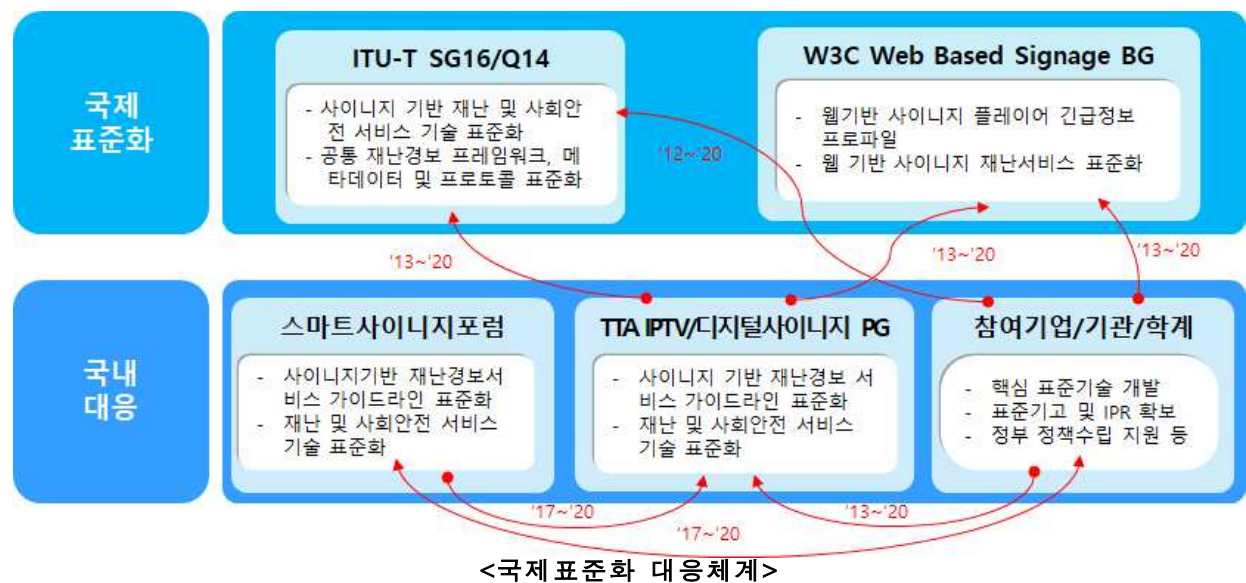 국제
표준화
ITU-T SG16/Q14
- 사이니지 기반 재난 및 사회안
전 서비스 기술 표준화
- 공통 재난경보 프레임워크, 메
타데이터 및 프로토콜 표준화
W3C Web Based Signage BG
- 웹기반 사이니지 플레이어 긴급정보
프로파일
- 웹 기반 사이니지 재난서비스 표준화
'12~'20
'13~'20
'13~'20
'13~'20
국내
대응
스마트사이니지포럼
- 사이니지기반 재난경보서
비스 가이드라인 표준화
- 재난 및 사회안전 서비스
기술 표준화
TTA IPTV/디지털사이니지 PG
- 사이니지 기반 재난경보 서
비스 가이드라인 표준화
- 재난 및 사회안전 서비스
기술 표준화
참여기업/기관/학계
- 핵심 표준기술 개발
- 표준기고 및 IPR 확보
- 정부 정책수립 지원 등
'17~'20
'13~'20
'17~'20
<국제표준화 대응체계>